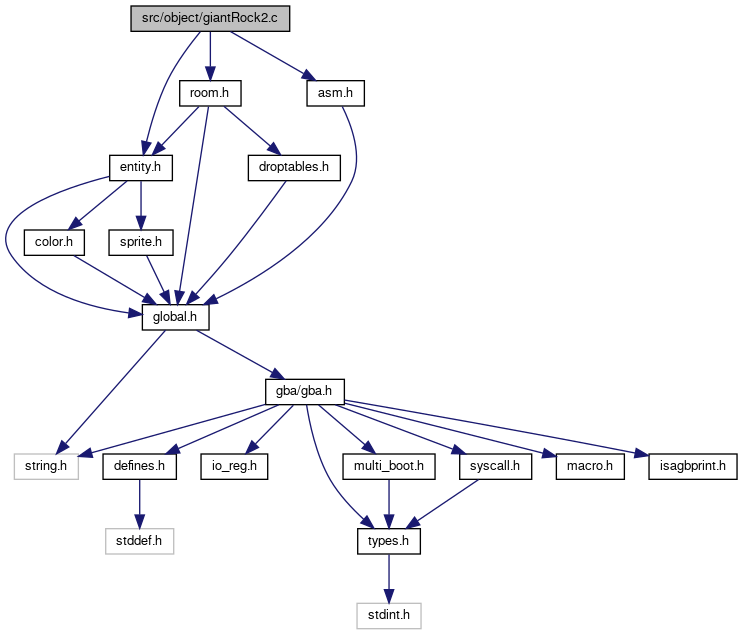 src/object/giantRock2.c
room.h
asm.h
entity.h
droptables.h
color.h
sprite.h
global.h
gba/gba.h
string.h
defines.h
io_reg.h
multi_boot.h
syscall.h
macro.h
isagbprint.h
stddef.h
types.h
stdint.h